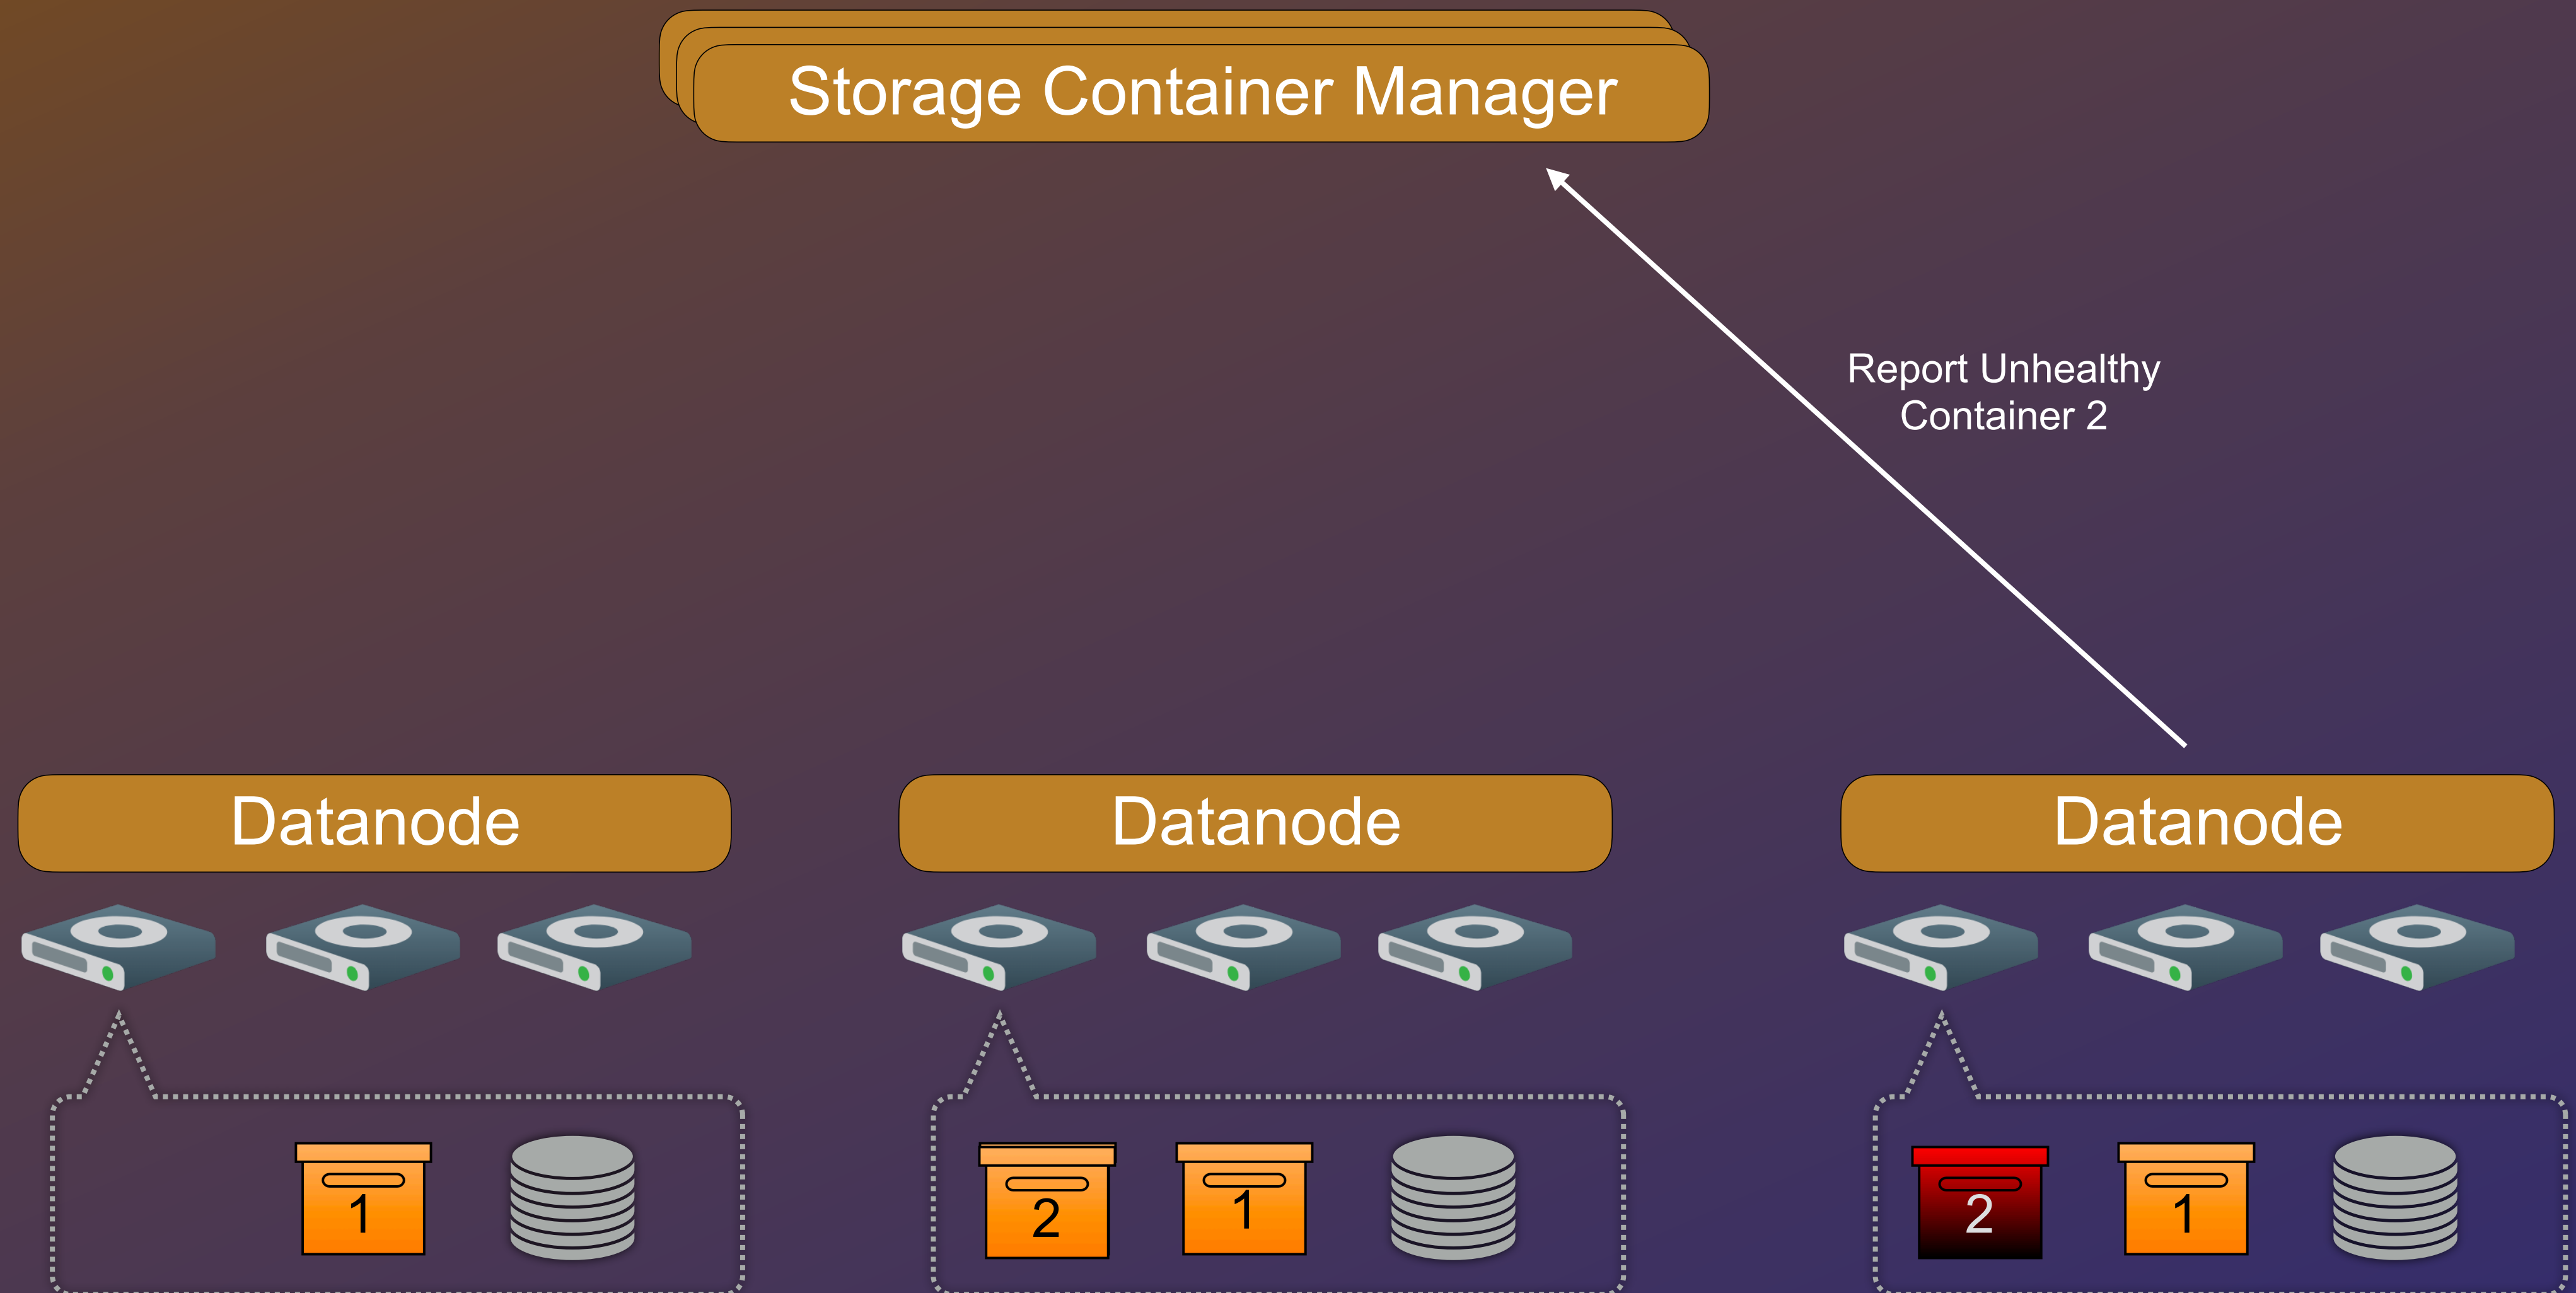 Storage Container Manager
Report Unhealthy
Container 2
Datanode
Datanode
Datanode
1
2
1
2
1